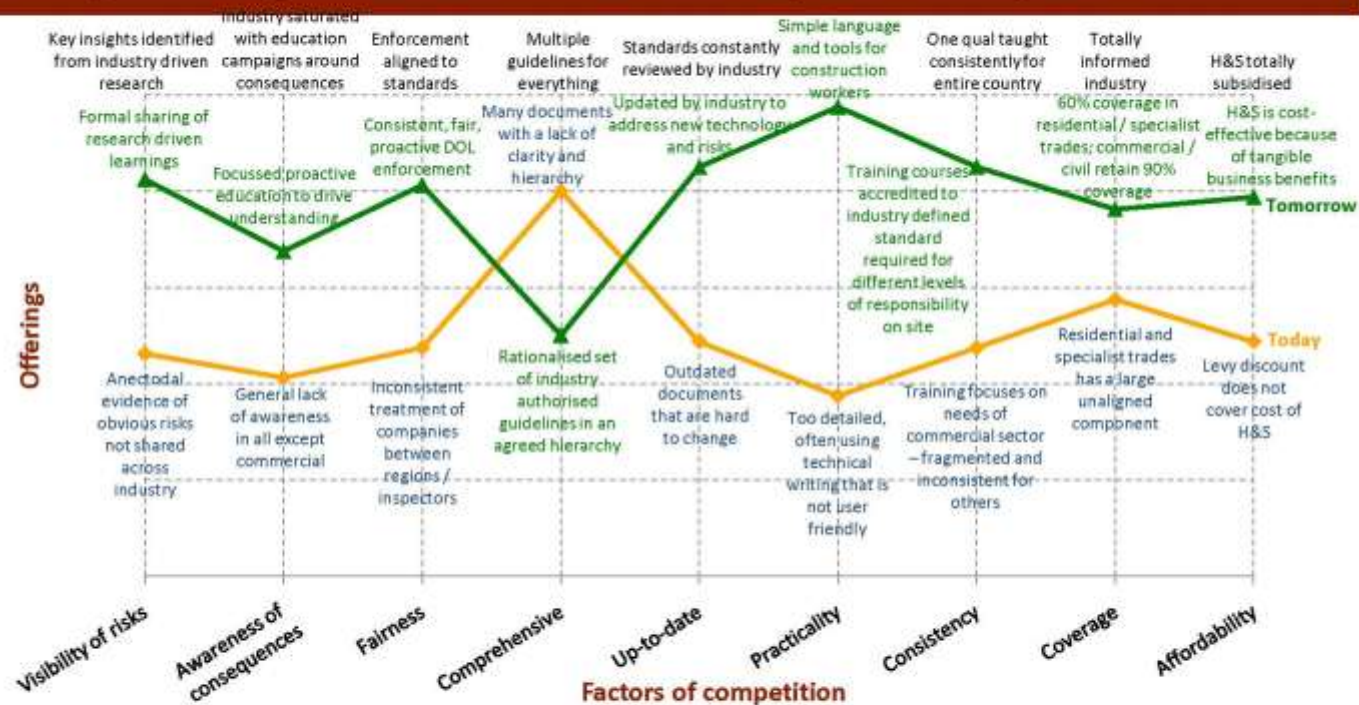 Key insights identified
from industry driven
research
Industry saturated
with education
campaigns around
consequences
Enforcement
aligned to
standards
Multiple
guidelines for
everything
Standards constantly
reviewed by industry
Simple language
and tools for
construction
workers
One qual taught
consistently for
entire country
Totally
informed
industry
H&S totally
subsidised
Formal sharing of
research driven
learnings
Focussed proactive
education to drive
understanding
Consistent, fair,
proactive DOL
enforcement
Many documents
with a lack of
clarity and
hierarchy
Updated by industry to
address new technology
and risks
Training courses
accredited to
industry defined
standard
required for
different levels
of responsibility
on site
60% coverage in
residential / specialist
trades; commercial /
civil retain 90%
coverage
H&S is cost-
effective because
of tangible
business benefits
Tomorrow
Offerings
Anectodal
evidence of
obvious risks
not shared
across
industry
General lack
of awareness
in all except
commercial
Inconsistent
treatment of
companies
between
regions /
inspectors
Rationalised set
of industry
authorised
guidelines in an
agreed hierarchy
Outdated
documents
that are hard
to change
Too detailed,
often using
technical
writing that is
not user
friendly
Training focuses on
needs of
commercial sector
– fragmented and
inconsistent for
others
Residential and
specialist trades
has a large
unaligned
component
Levy discount
does not
cover cost of
H&S
Today
Visibility of risks
Awareness of
consequences
Fairness
Comprehensive
Up-to-date
Practicality
Consistency
Coverage
Affordability
Factors of competition